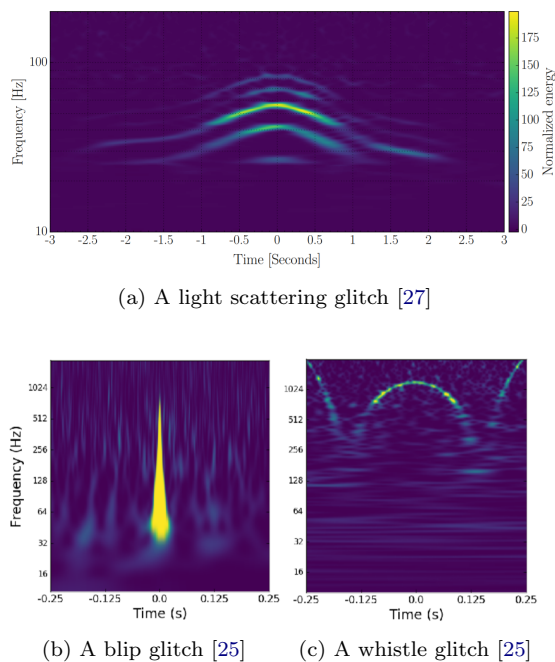 100
10
Frequency [Hz]
-3 -2.5 -2 -1.5 -1 -0.5 0 0.5 1 1.5 2 2.5 3
Time [Seconds]
175
150
125
100
75
50
25
0
Normalized energy
(a) A light scattering glitch [27]
1024
512
256
128
64
32
16
Frequency (Hz)
-0.25 -0.125 0.0 0.125 0.25
Time (s)
1024
512
256
128
64
32
16
-0.25 -0.125 0.0 0.125 0.25
Time (s)
(b) A blip glitch [25]
(c) A whistle glitch [25]